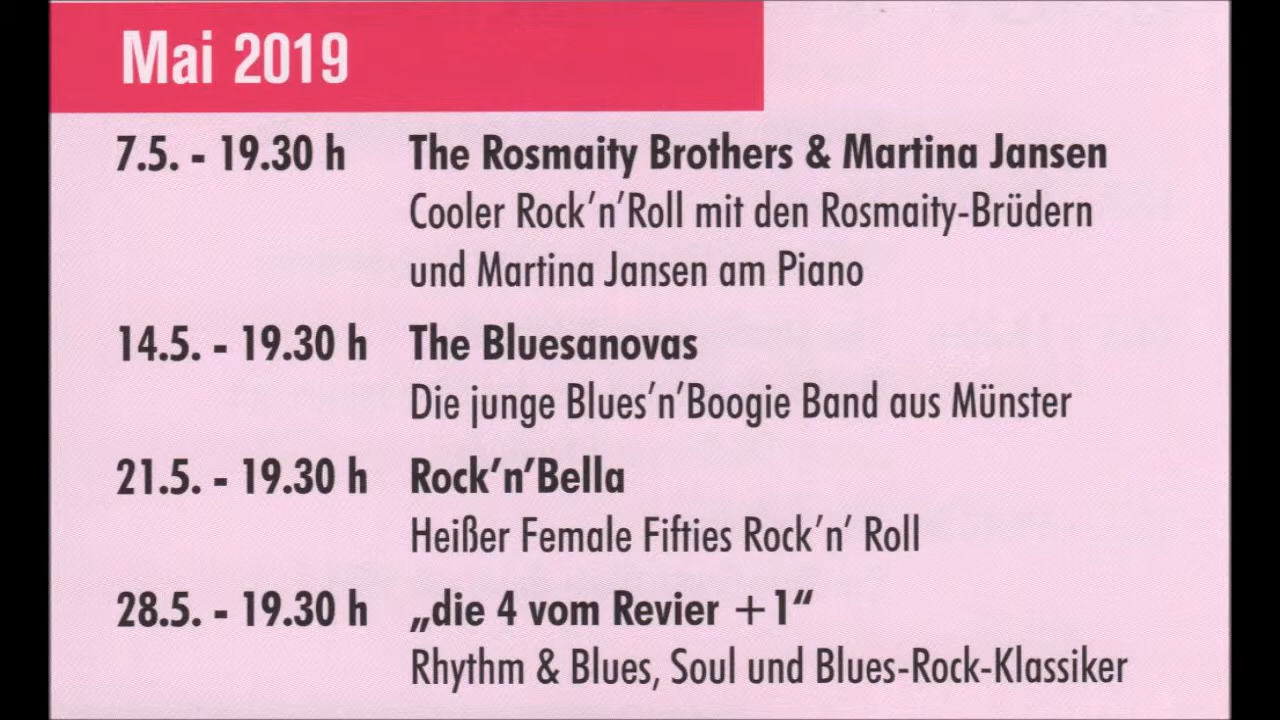 Mai 2019
7.5. - 19.30 h The Rosmaity Brothers & Martina Jansen
Cooler Rock’n’Roll mit den Rosmaity-Brüdern
und Martina Jansen am Piano
14.5. - 19.30 h The Bluesanovas
Die junge Blues’n’Boogie Band aus Münster
21.5. - 19.30 h Rock’n’Bella
Heißer Female Fifties Rock’n’ Roll
28.5. - 19.30 h „die 4 vom Revier +1“
Rhythm & Blues, Soul und Blues-Rock-Klassiker